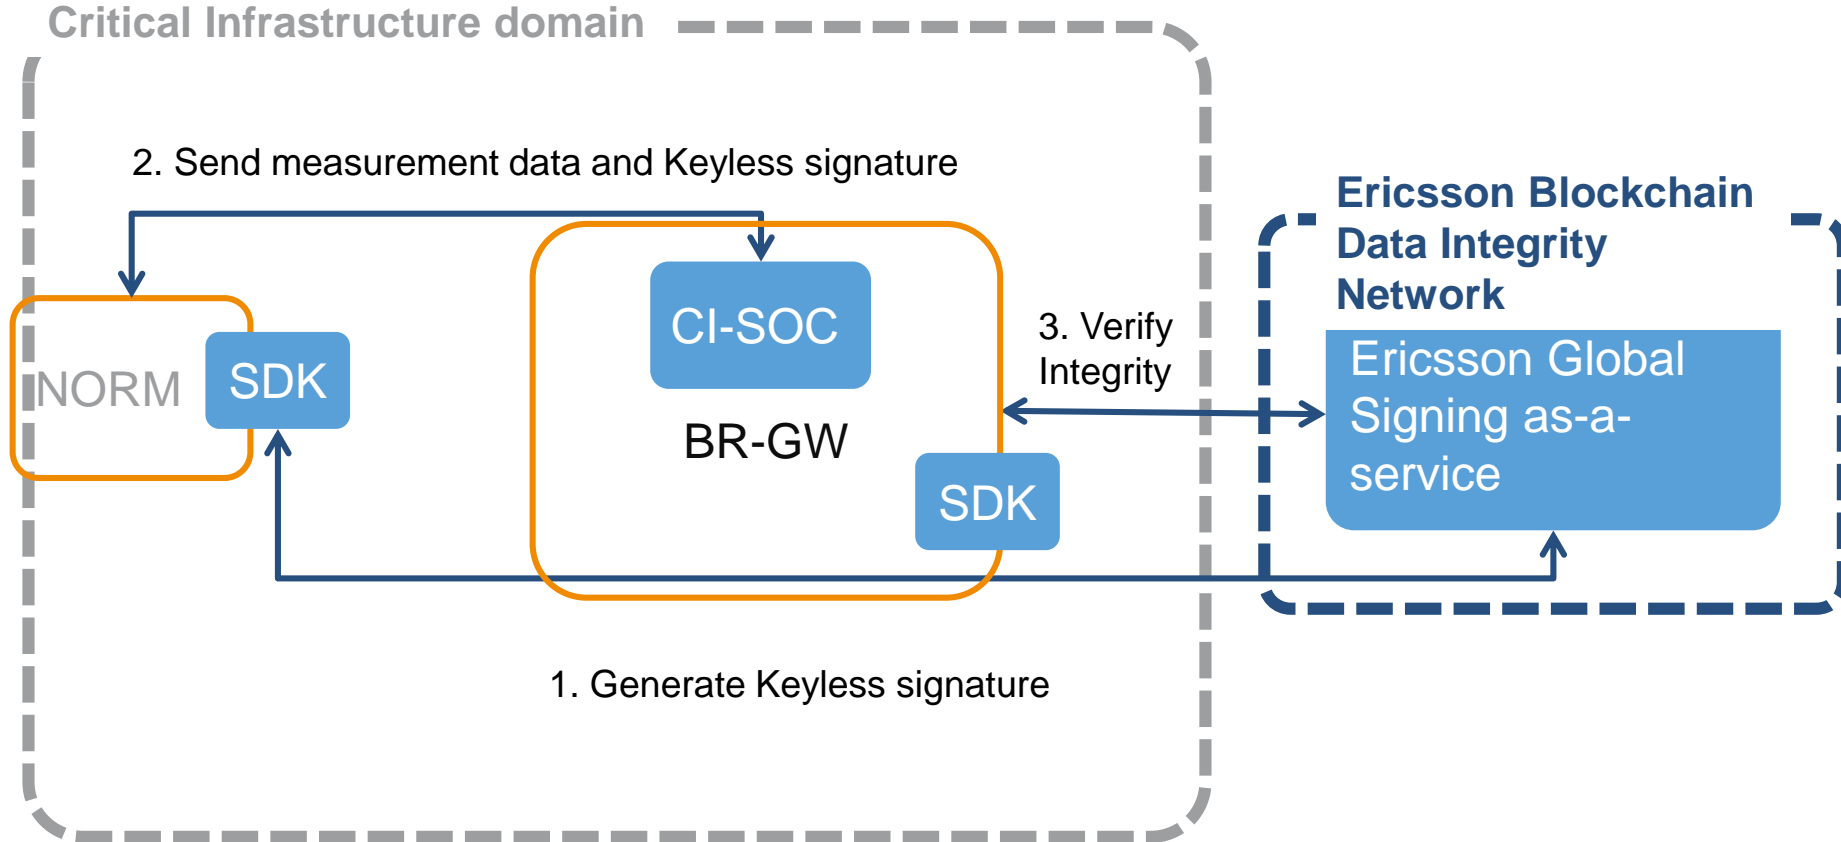 Critical Infrastructure domain
2. Send measurement data and Keyless signature
Ericsson Blockchain
Data Integrity
Network
CI-SOC
3. Verify
Integrity
NORM
SDK
BR-GW
Ericsson Global
Signing as-a-
service
SDK
1. Generate Keyless signature